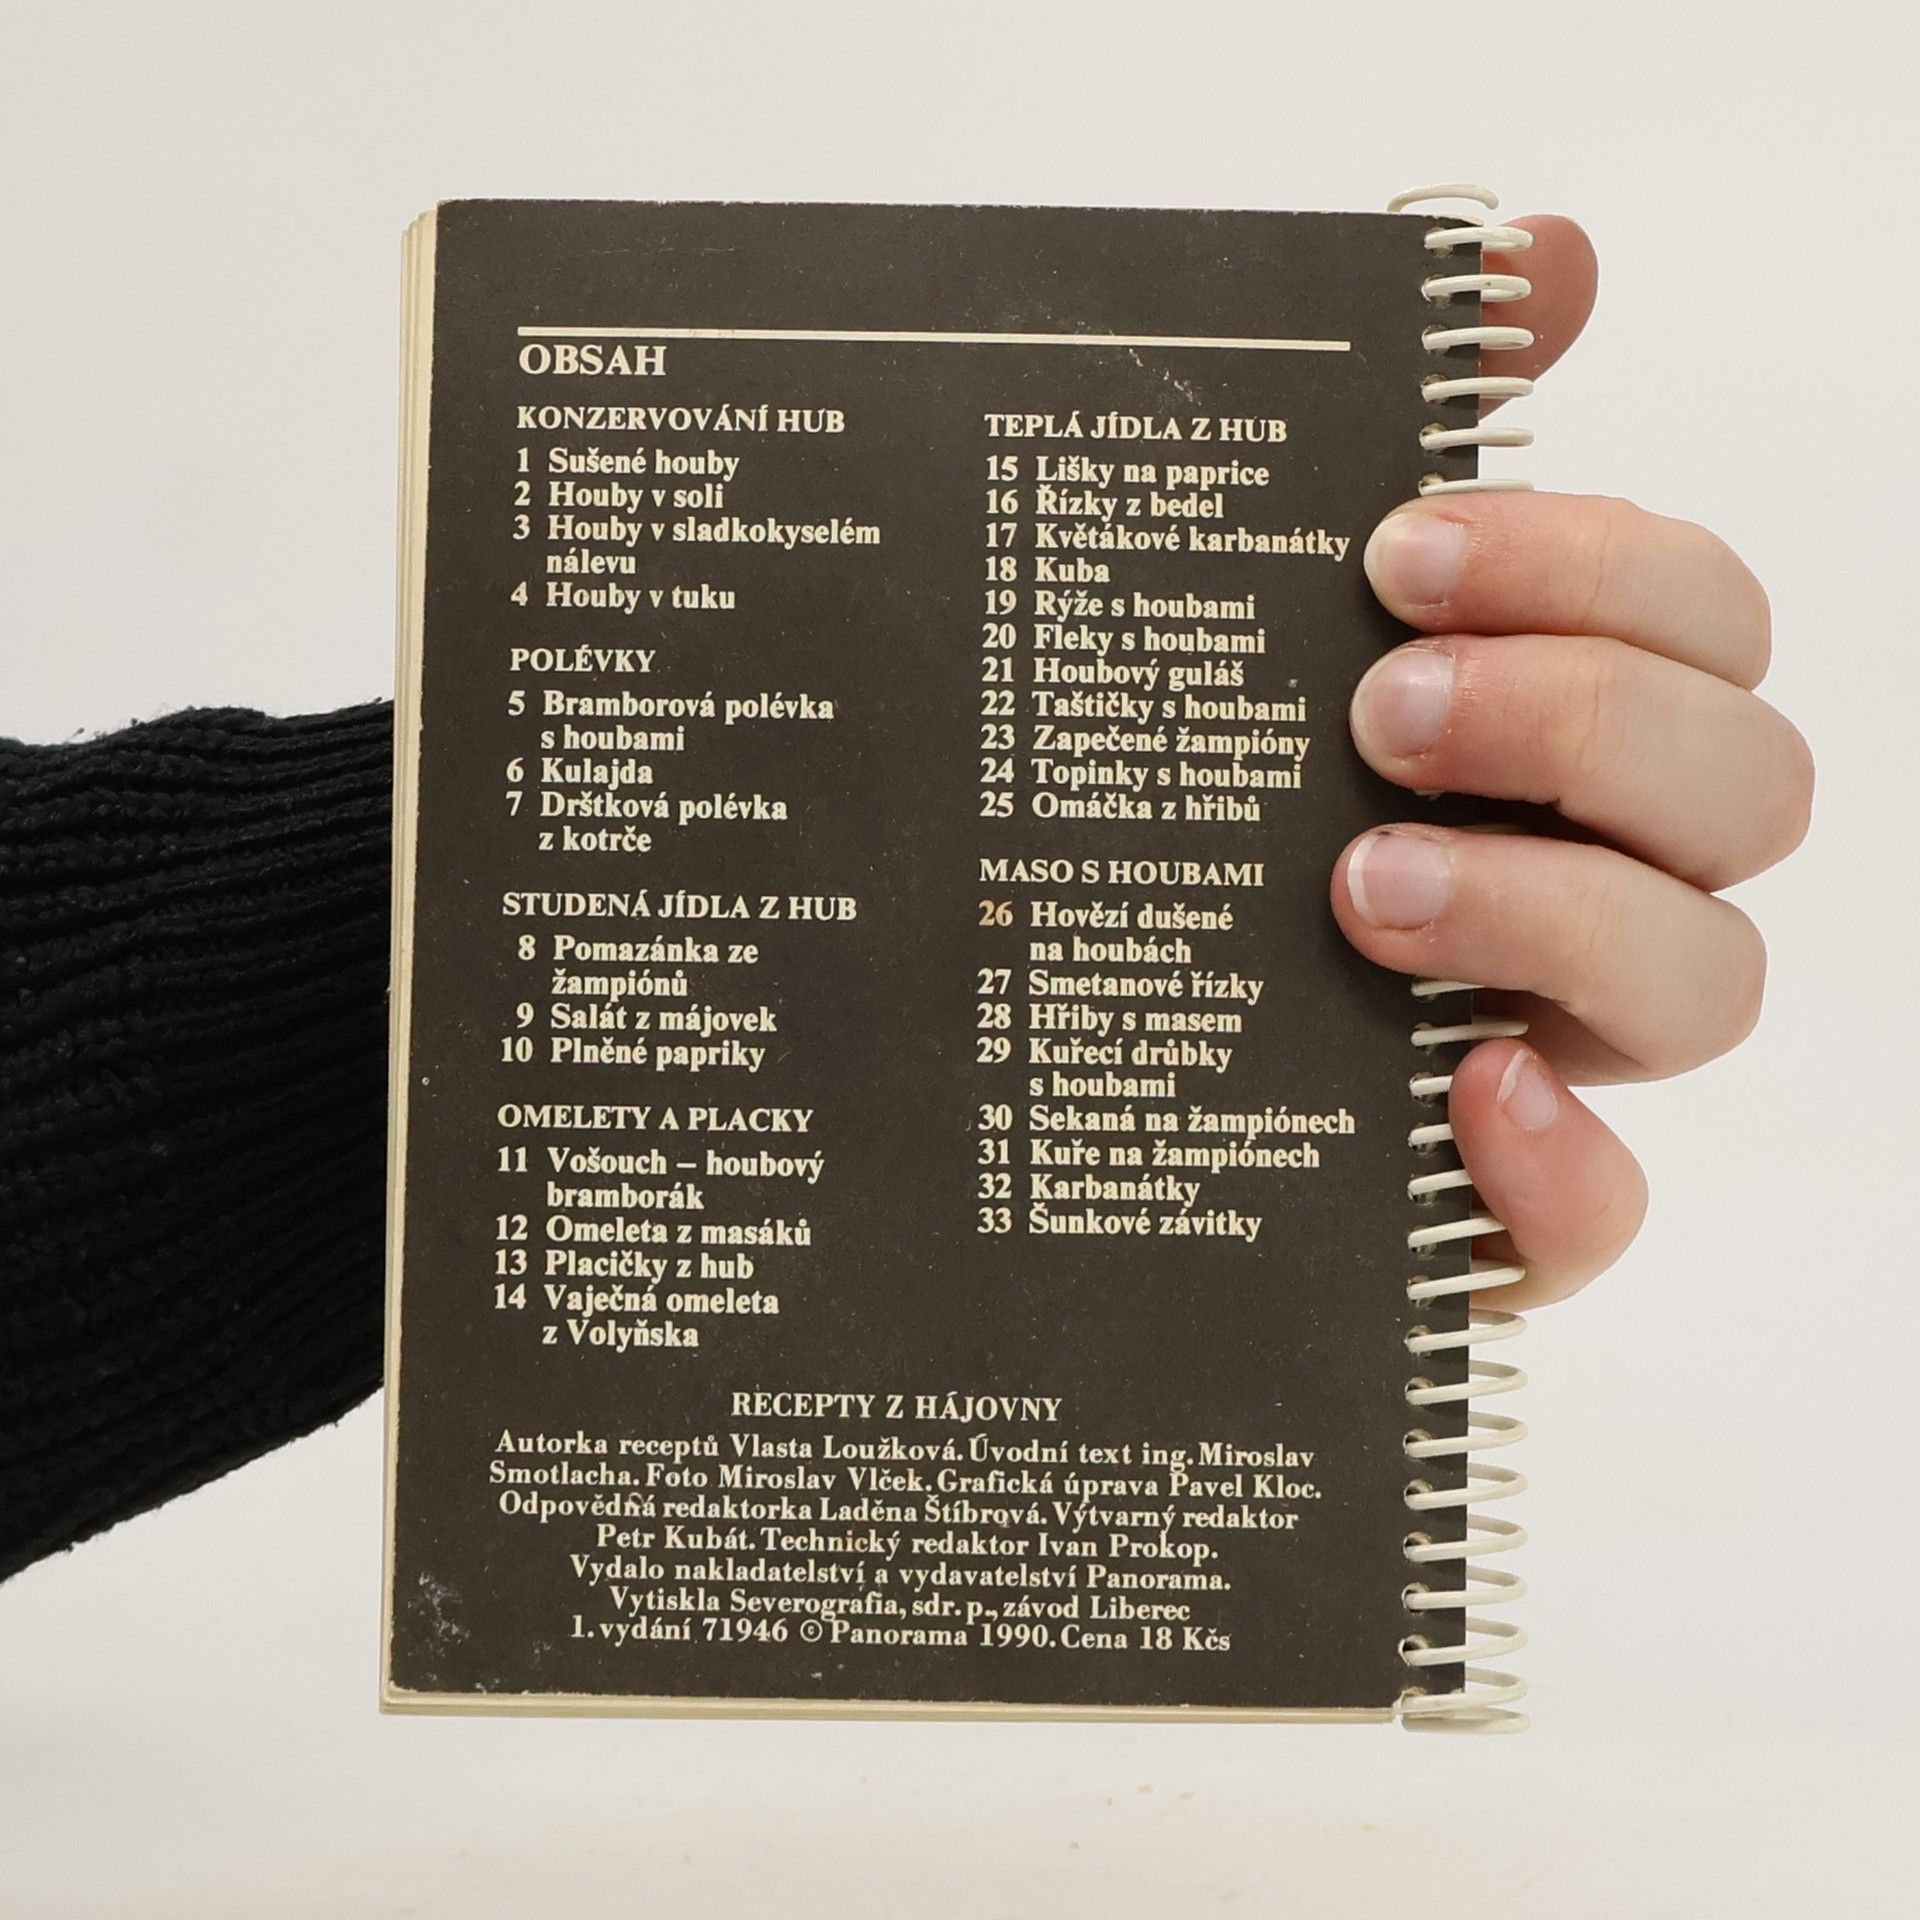 OBSAH
KONZERVOVÁNÍ HUB
1 Sušené houby
2 Houby v soli
3 Houby v sladkokyselém
nálevu
4 Houby v tuku
POLÉVKY
5 Bramborová polévka
s houbami
6 Kulajda
7 Drštková polévka
z kotrče
STUDENÁ JÍDLA Z HUB
8 Pomazánka ze
žampiónů
9 Salát z májovek
10 Plněné papriky
OMELETY A PLACKY
11 Vošouch – houbový
bramborák
12 Omeleta z masáků
13 Placičky z hub
14 Vaječná omeleta
z Volyňska
TEPLÁ JÍDLA Z HUB
15 Lišky na paprice
16 Řízky z bedel
17 Květákové karbanátky
18 Kuba
19 Rýže s houbami
20 Fleky s houbami
21 Houbový guláš
22 Taštičky s houbami
23 Zapečené žampióny
24 Topinky s houbami
25 Omáčka z hřibů
MASO S HOUBAMI
26 Hovězí dušené
na houbách
27 Smetanové řízky
28 Hřiby s masem
29 Kuřecí drůbky
s houbami
30 Sekaná na žampiónech
31 Kuře na žampiónech
32 Karbanátky
33 Šunkové závitky
RECEPTY Z HÁJOVNY
Autorka receptů Vlasta Loužková. Úvodní text ing. Miroslav
Smotlacha. Foto Miroslav Vlček. Grafická úprava Pavel Kloc.
Odpovědná redaktorka Laděna Štíbrová. Výtvarný redaktor
Petr Kubát. Technický redaktor Ivan Prokop.
Vydalo nakladatelství a vydavatelství Panorama.
Vytiskla Severografia, sdr. p., závod Liberec
1. vydání 71946 © Panorama 1990. Cena 18 Kčs